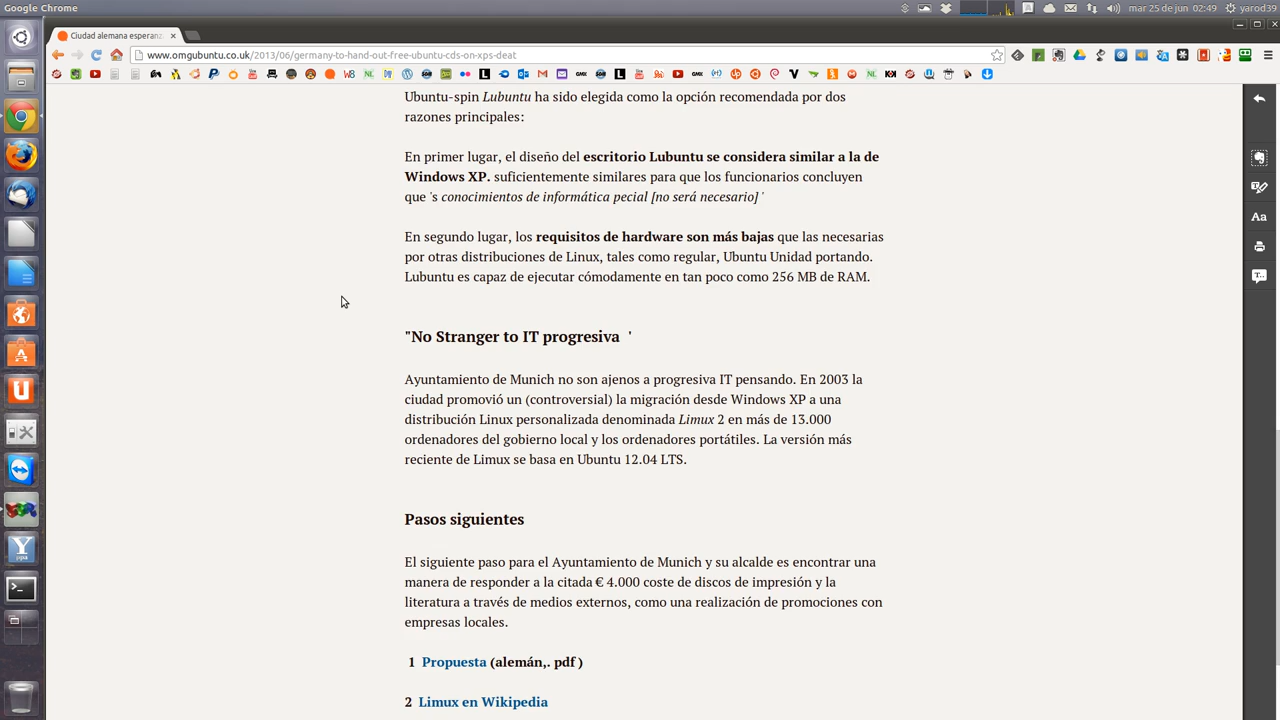 Google Chrome
mar 25 de jun
02:49
yarod39
Ciudad alemana esperanz
www.omgubuntu.co.uk/2013/06/germany-to-hand-out-free-ubuntu-cds-on-xps-deat
Ubuntu-spin Lubuntu ha sido elegida como la opción recomendada por dos
razones principales:
En primer lugar, el diseño del escritorio Lubuntu se considera similar a la de
Windows XP. suficientemente similares para que los funcionarios concluyen
que 's conocimientos de informática pecial [no será necesario] '
En segundo lugar, los requisitos de hardware son más bajas que las necesarias
por otras distribuciones de Linux, tales como regular, Ubuntu Unidad portando.
Lubuntu es capaz de ejecutar cómodamente en tan poco como 256 MB de RAM.
"No Stranger to IT progresiva '
Ayuntamiento de Munich no son ajenos a progresiva IT pensando. En 2003 la
ciudad promovió un (controversial) la migración desde Windows XP a una
distribución Linux personalizada denominada Limux 2 en más de 13.000
ordenadores del gobierno local y los ordenadores portátiles. La versión más
reciente de Limux se basa en Ubuntu 12.04 LTS.
Pasos siguientes
El siguiente paso para el Ayuntamiento de Munich y su alcalde es encontrar una
manera de responder a la citada € 4.000 coste de discos de impresión y la
literatura a través de medios externos, como una realización de promociones con
empresas locales.
1 Propuesta (alemán,. pdf )
2 Limux en Wikipedia
Aa